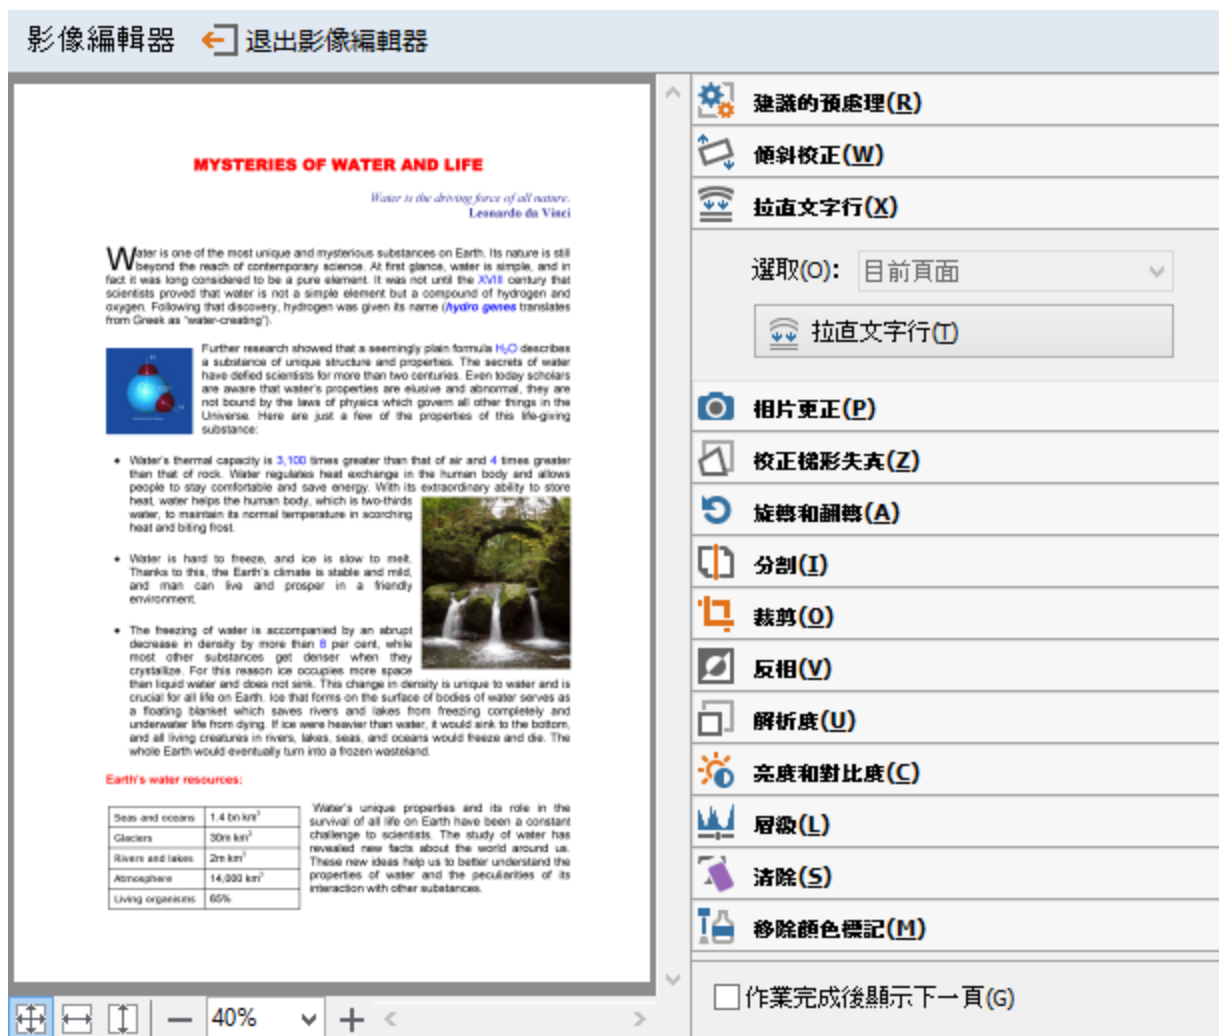 影像編輯器 退出影像編輯器
MYSTERIES OF WATER AND LIFE
Water is the driving force of all nature.
Leonardo da Vinci
Water is one of the most unique and mysterious substances on Earth. Its nature is still
beyond the reach of contemporary science. At first glance, water is simple, and in
fact it was long considered to be a pure element. It was not until the XVIII century that
scientists proved that water is not a simple element but a compound of hydrogen and
oxygen. Following that discovery, hydrogen was given its name (hydro genes translates
from Greek as "water-creating").
Further research showed that a seemingly plain formula H₂O describes
a substance of unique structure and properties. The secrets of water
have defied scientists for more than two centuries. Even today scholars
are aware that water's properties are elusive and abnormal, they are
not bound by the laws of physics which govern all other things in the
Universe. Here are just a few of the properties of this life-giving
substance:
• Water's thermal capacity is 3,100 times greater than that of air and 4 times greater
than that of rock. Water regulates heat exchange in the human body and allows
people to stay comfortable and save energy. With its extraordinary ability to store
heat, water helps the human body, which is two-thirds
water, to maintain its normal temperature in scorching
heat and biting frost.
• Water is hard to freeze, and ice is slow to melt.
Thanks to this, the Earth's climate is stable and mild,
and man can live and prosper in a friendly
environment.
• The freezing of water is accompanied by an abrupt
decrease in density by more than 8 per cent, while
most other substances get denser when they
crystallize. For this reason ice occupies more space
than liquid water and does not sink. This change in density is unique to water and is
crucial for all life on Earth. Ice that forms on the surface of bodies of water serves as
a floating blanket which saves rivers and lakes from freezing completely and
underwater life from dying. If ice were heavier than water, it would sink to the bottom,
and all living creatures in rivers, lakes, seas, and oceans would freeze and die. The
whole Earth would eventually turn into a frozen wasteland.
Earth's water resources:
Seas and oceans 1.4 bn km³
Glaciers 30m km³
Rivers and lakes 2m km³
Atmosphere 14,000 km³
Living organisms 65%
Water's unique properties and its role in the
survival of all life on Earth have been a constant
challenge to scientists. The study of water has
revealed new facts about the world around us.
These new ideas help us to better understand the
properties of water and the peculiarities of its
interaction with other substances.
40%
建議的預處理(R)
傾斜校正(W)
拉直文字行(X)
選取(O): 目前頁面
拉直文字行(T)
相片更正(P)
校正梯形失真(Z)
旋轉和翻轉(A)
分割(I)
裁剪(O)
反相(V)
解析度(U)
亮度和對比度(C)
層級(L)
清除(S)
移除顏色標記(M)
作業完成後顯示下一頁(G)